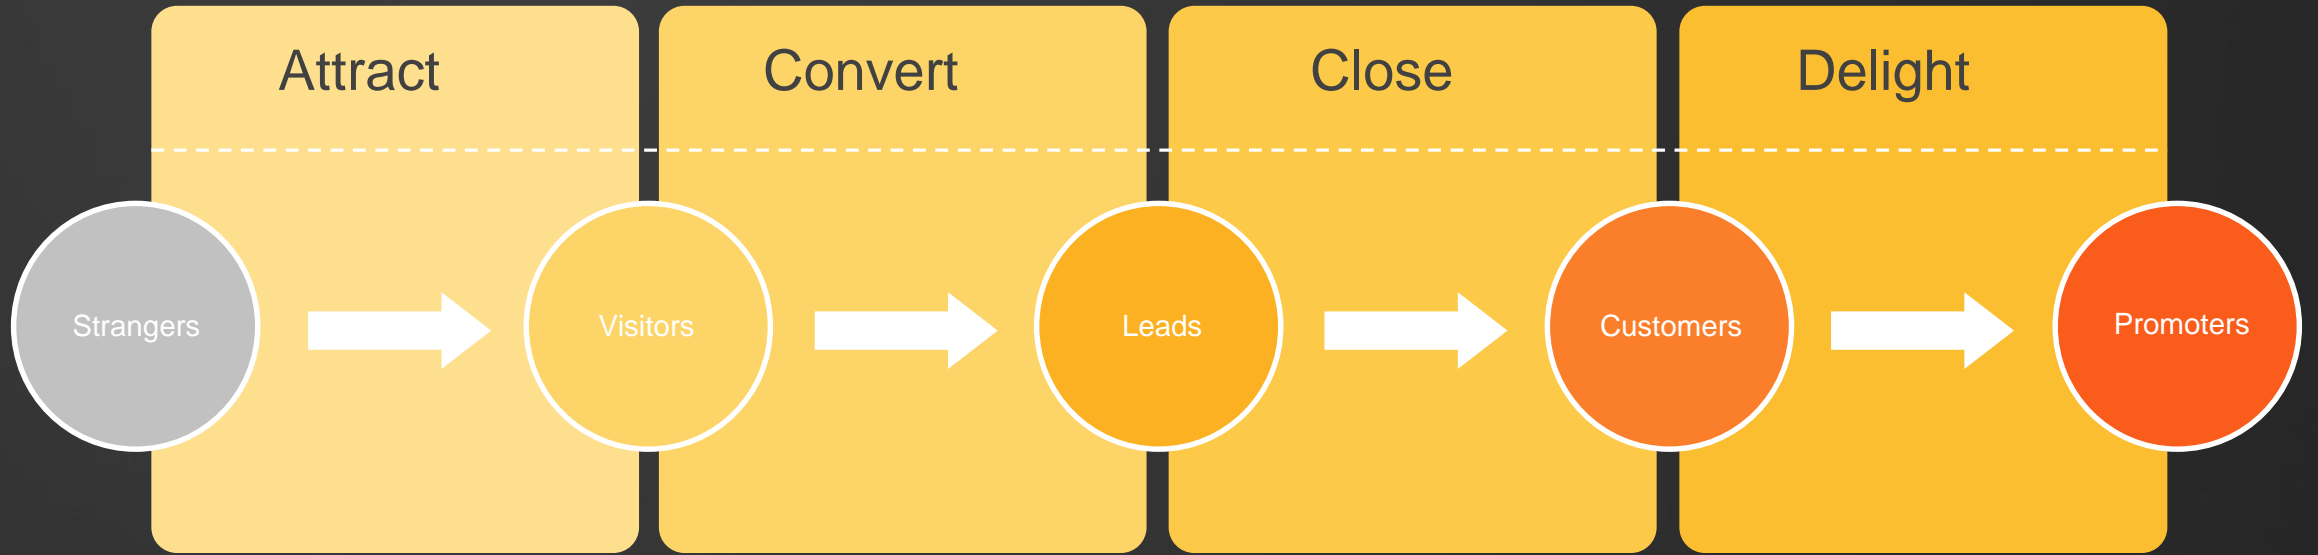 Attract
Convert
Close
Delight
Strangers
Visitors
Leads
Customers
Promoters